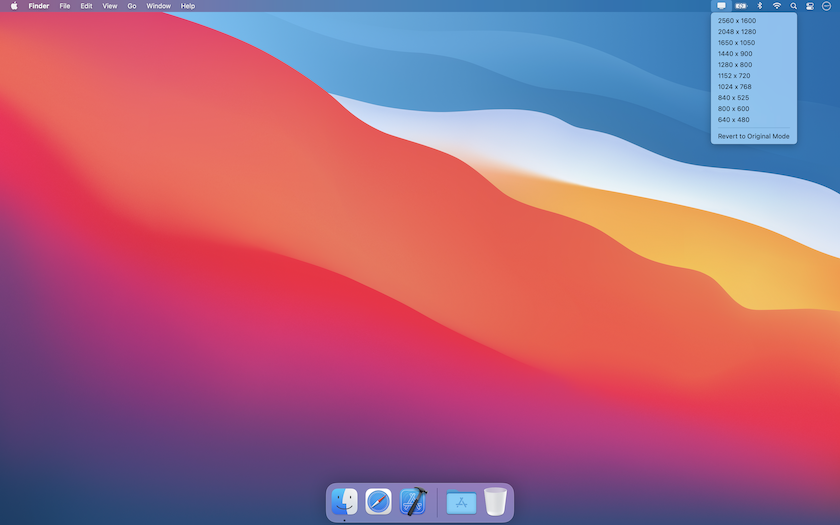 Finder File Edit View Go Window Help
2560 x 1600
2048 x 1280
1650 x 1050
1440 x 900
1280 x 800
1152 x 720
1024 x 768
840 x 525
800 x 600
640 x 480
Revert to Original Mode